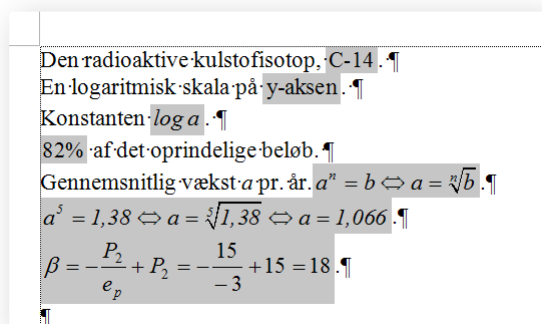 Den radioaktive kulstofisotop, C-14 .¶
En logaritmisk skala på y-aksen .¶
Konstanten log a .¶
82% af det oprindelige beløb.¶
Gennemsnitlig vækst a pr. år. aⁿ = b ⇔ a = ⁿ√b .¶
a⁵ = 1,38 ⇔ a = ⁵√1,38 ⇔ a = 1,066 .¶
β = −P₂/eₚ + P₂ = −15/−3 + 15 = 18 .¶
¶